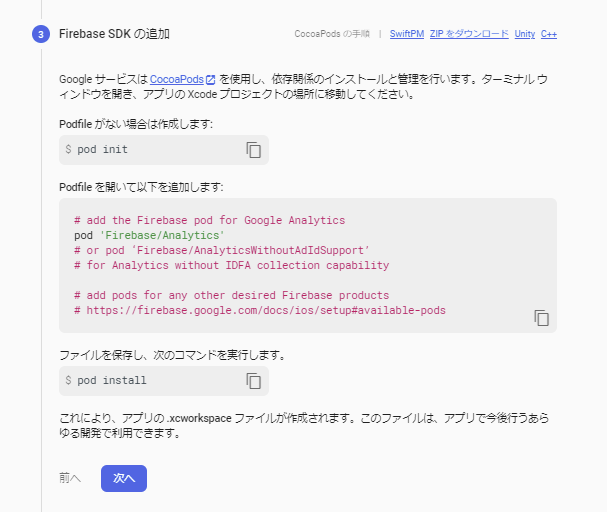 3 Firebase SDK の追加 CocoaPods の手順 | SwiftPM ZIP をダウンロード Unity C++
Google サービスは CocoaPods を使用し、依存関係のインストールと管理を行います。ターミナル ウ
ィンドウを開き、アプリの Xcode プロジェクトの場所に移動してください。
Podfile がない場合は作成します:
$ pod init
Podfile を開いて以下を追加します:
# add the Firebase pod for Google Analytics
pod 'Firebase/Analytics'
# or pod ‘Firebase/AnalyticsWithoutAdIdSupport’
# for Analytics without IDFA collection capability
# add pods for any other desired Firebase products
# https://firebase.google.com/docs/ios/setup#available-pods
ファイルを保存し、次のコマンドを実行します。
$ pod install
これにより、アプリの .xcworkspace ファイルが作成されます。このファイルは、アプリで今後行うあら
ゆる開発で利用できます。
前へ 次へ